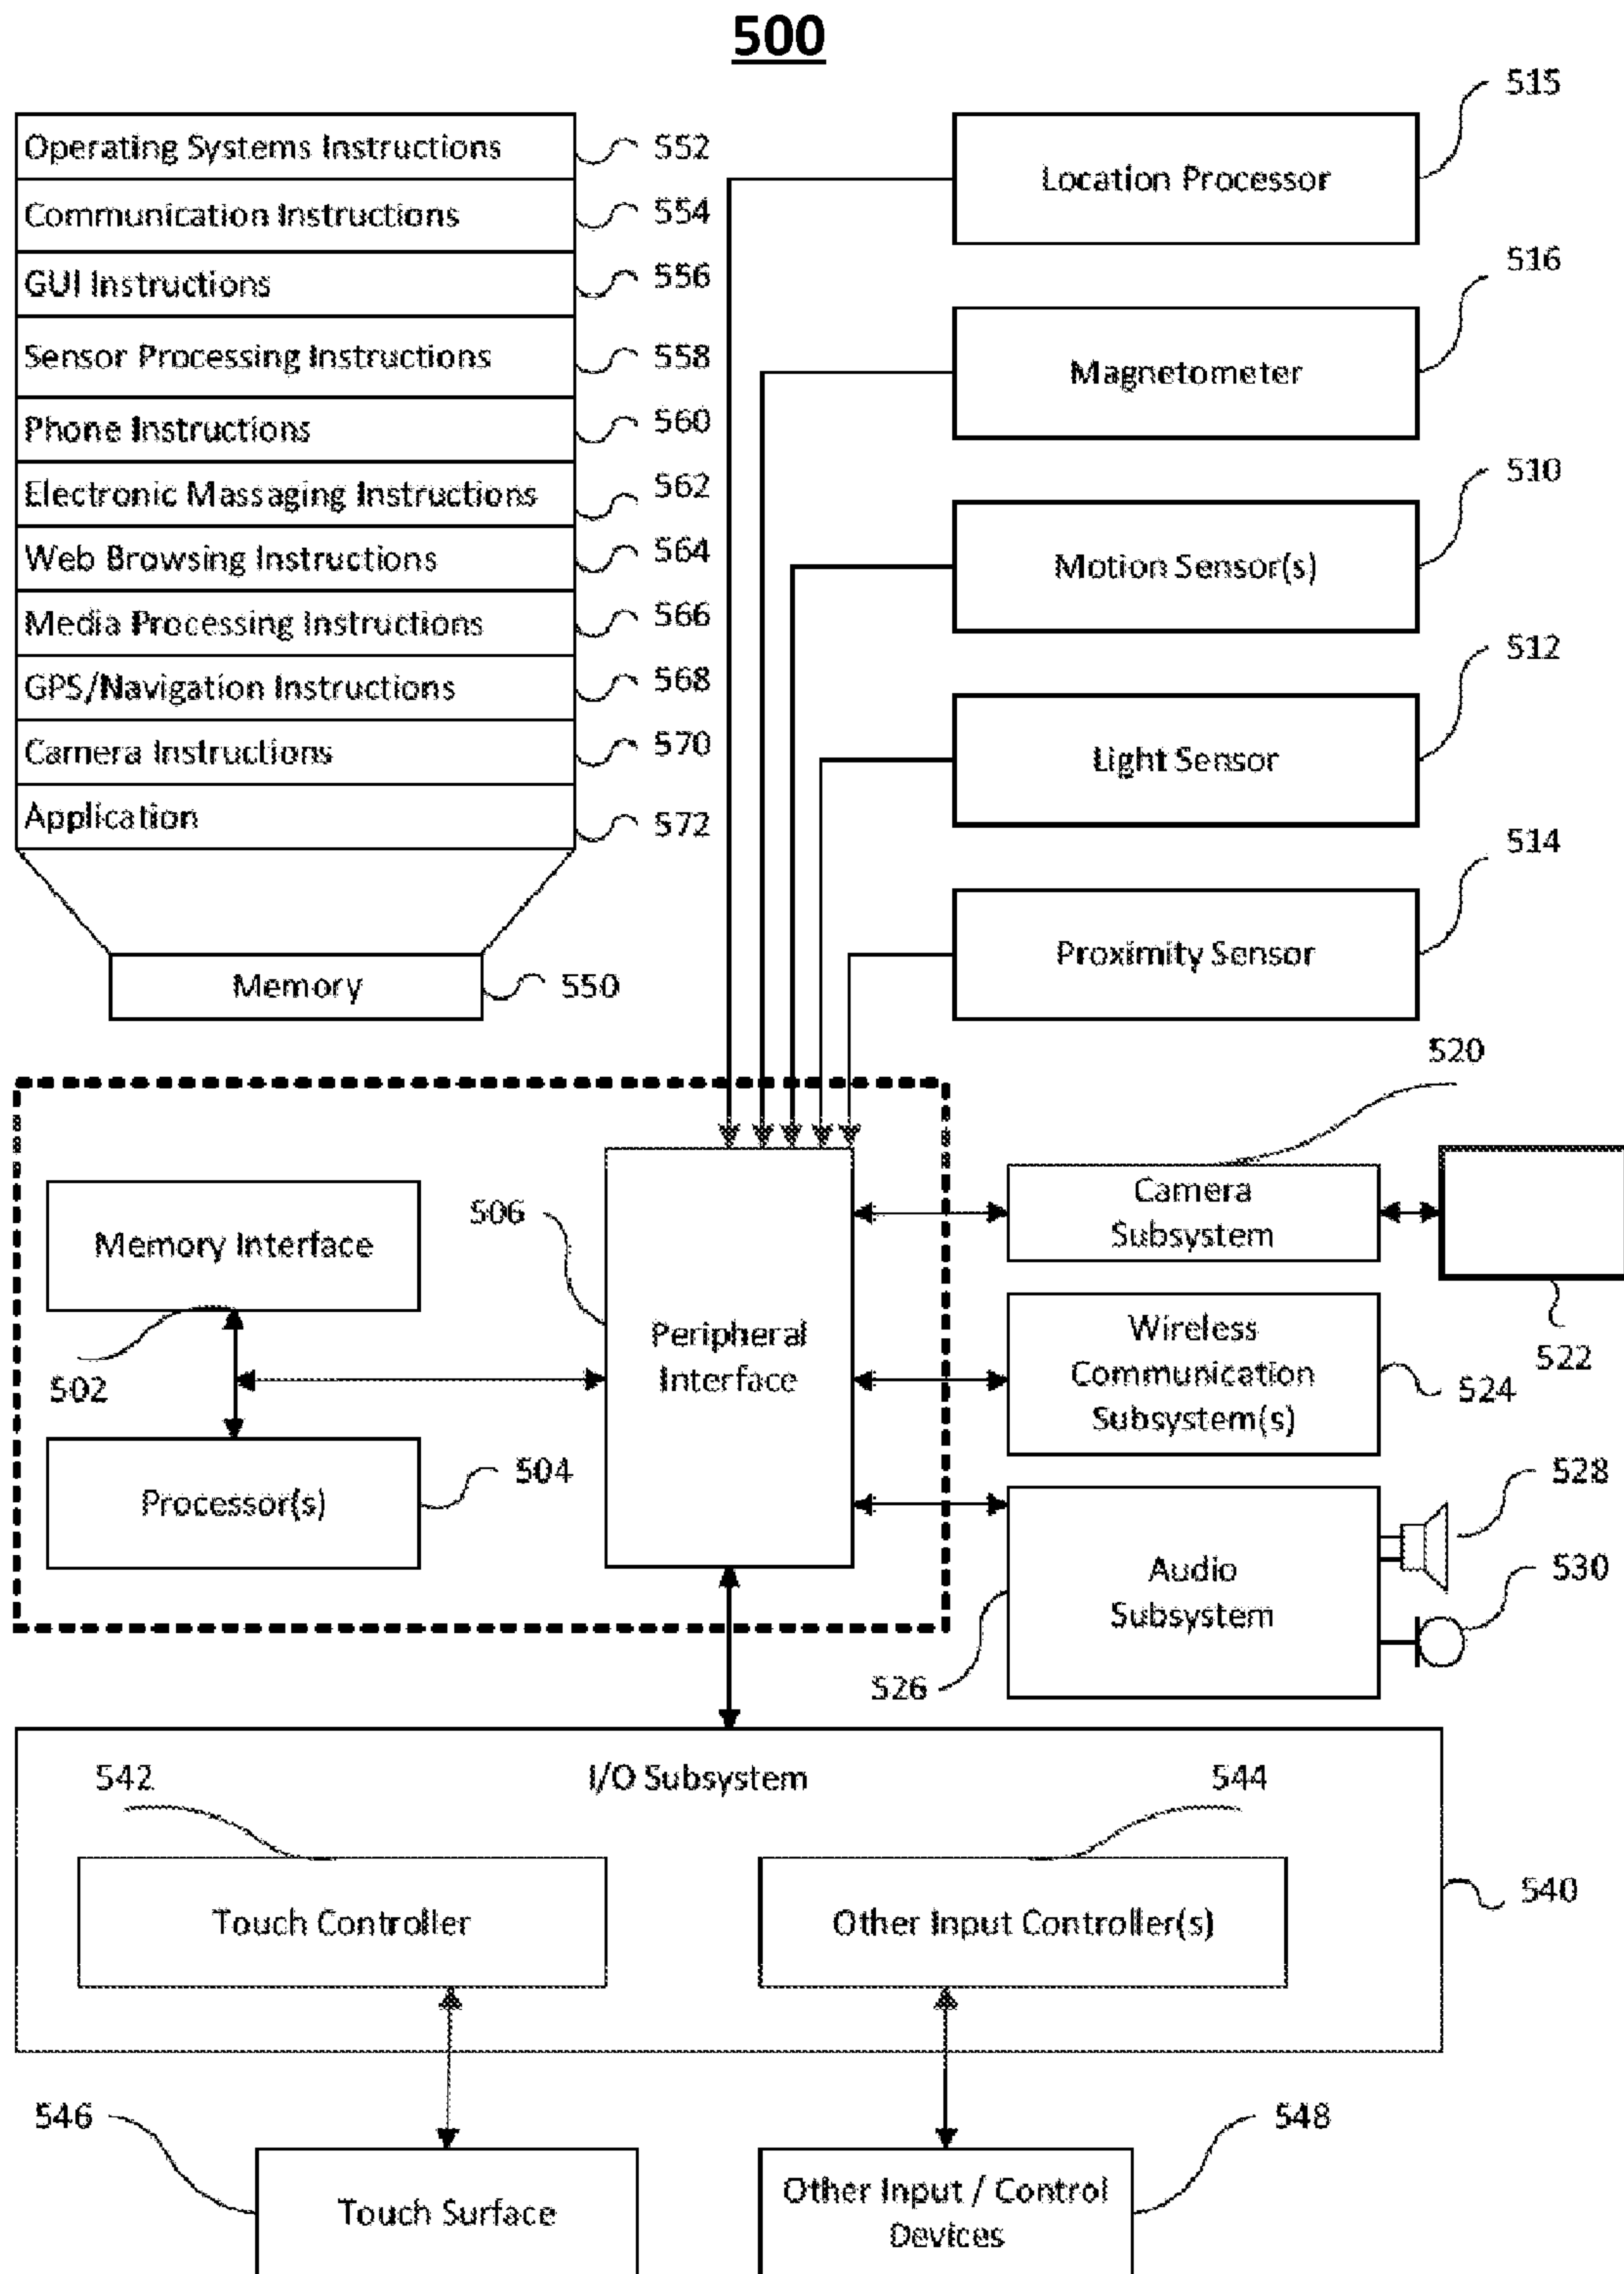 500
Operating Systems Instructions
552
Communication Instructions
554
GUI Instructions
556
Sensor Processing Instructions
558
Phone Instructions
560
Electronic Massaging Instructions
562
Web Browsing Instructions
564
Media Processing Instructions
566
GPS/Navigation Instructions
568
Camera Instructions
570
Application
572
Memory
550
Location Processor
515
Magnetometer
516
Motion Sensor(s)
510
Light Sensor
512
Proximity Sensor
514
Memory Interface
502
Processor(s)
504
506
Peripheral
Interface
520
Camera
Subsystem
522
Wireless
Communication
Subsystem(s)
524
Audio
Subsystem
526
528
530
I/O Subsystem
540
542
Touch Controller
544
Other Input Controller(s)
546
Touch Surface
548
Other Input / Control
Devices